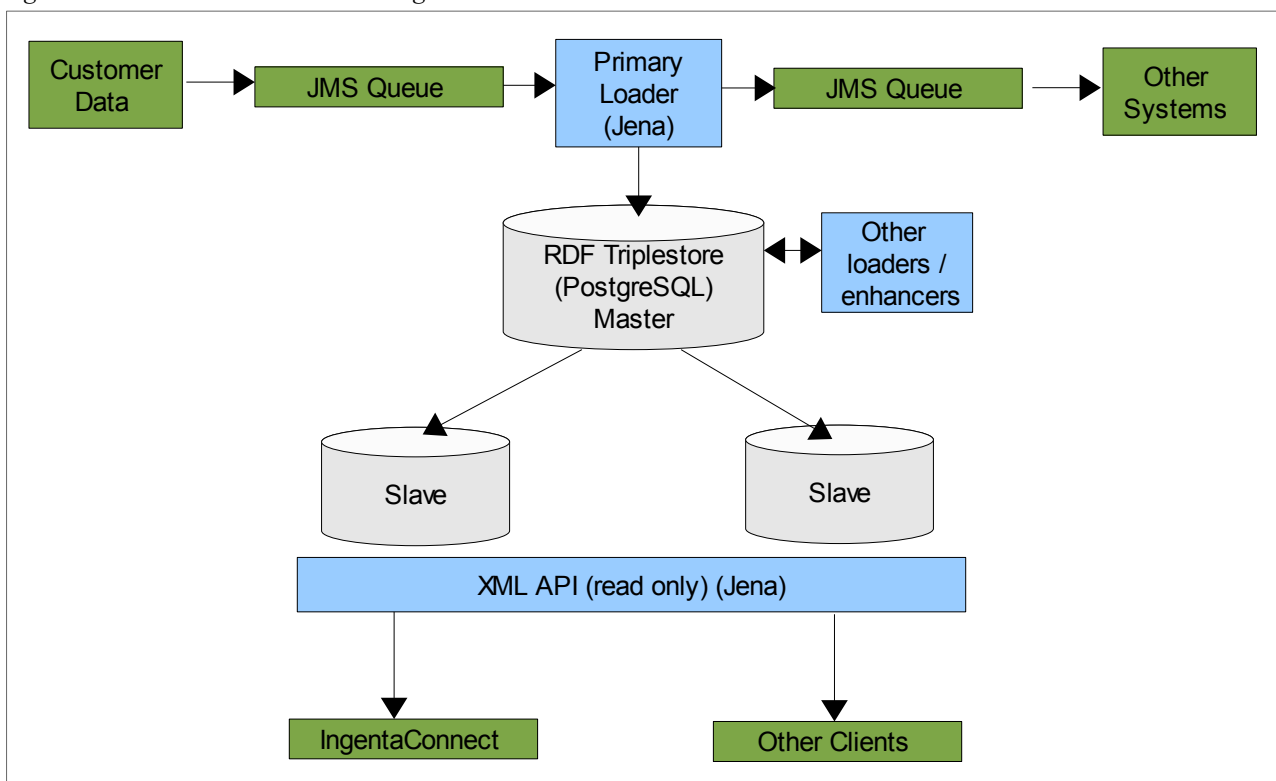 Customer
Data
JMS Queue
Primary
Loader
(Jena)
JMS Queue
Other
Systems
RDF Triplestore
(PostgreSQL)
Master
Other
loaders /
enhancers
Slave
Slave
XML API (read only) (Jena)
IngentaConnect
Other Clients